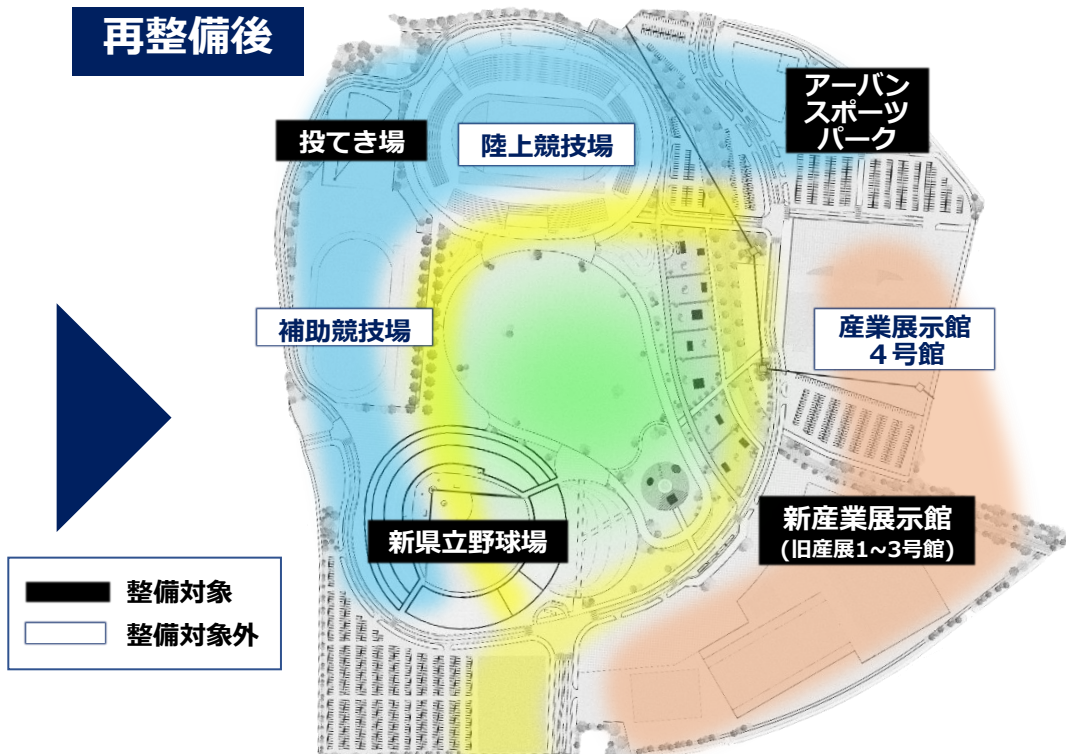 再整備後
アーバン
スポーツ
パーク
投てき場
陸上競技場
補助競技場
産業展示館
4号館
新県立野球場
新産業展示館
(旧産展1~3号館)
整備対象
整備対象外